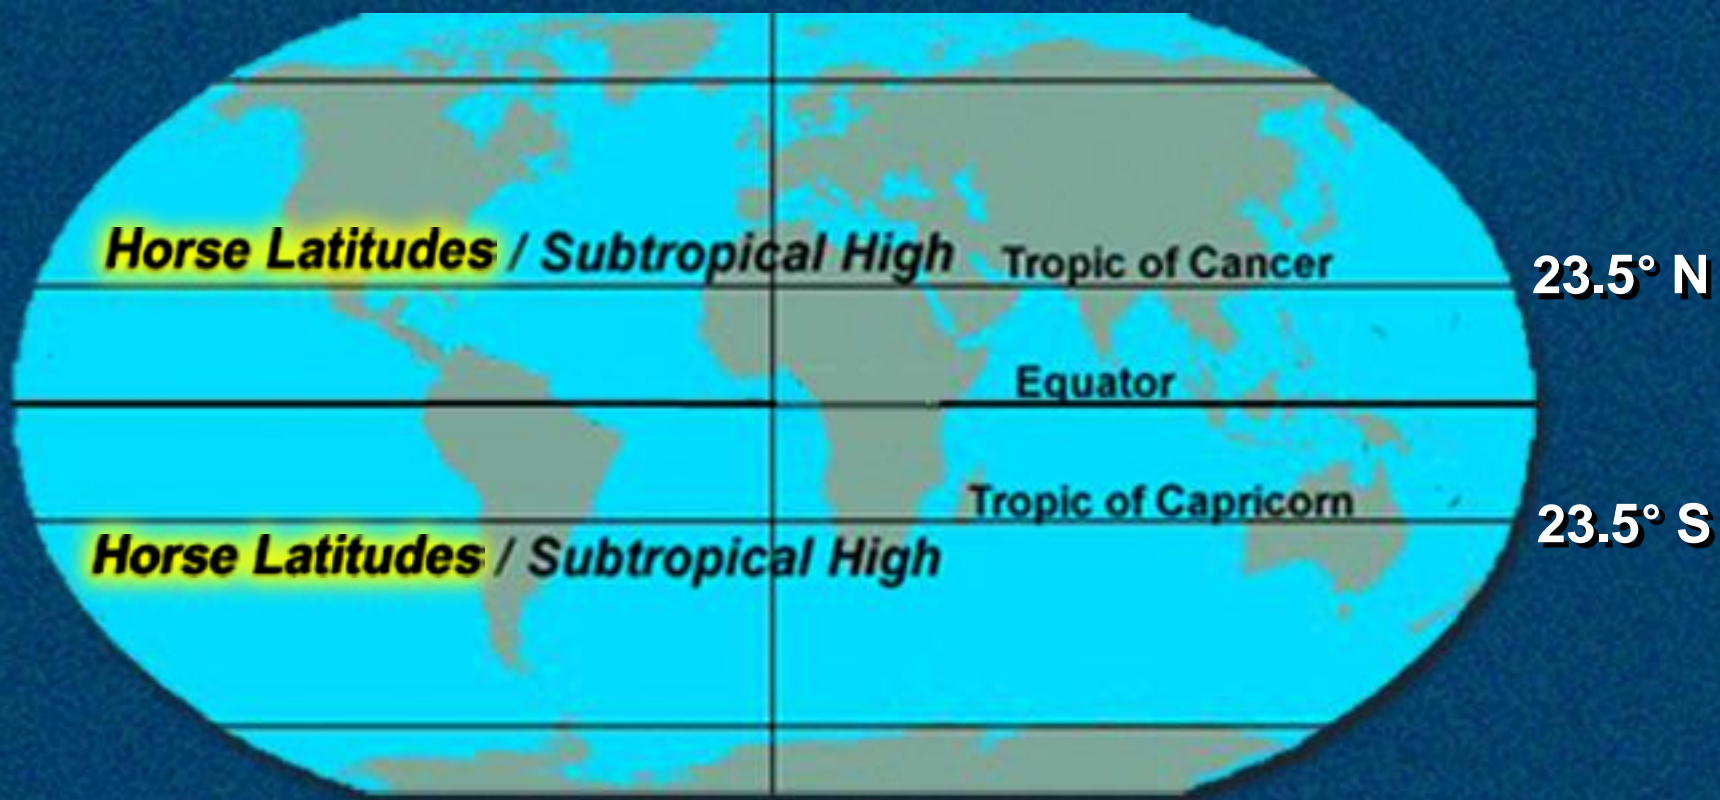 Horse Latitudes / Subtropical High
Tropic of Cancer
23.5° N
Equator
Tropic of Capricorn
23.5° S
Horse Latitudes / Subtropical High